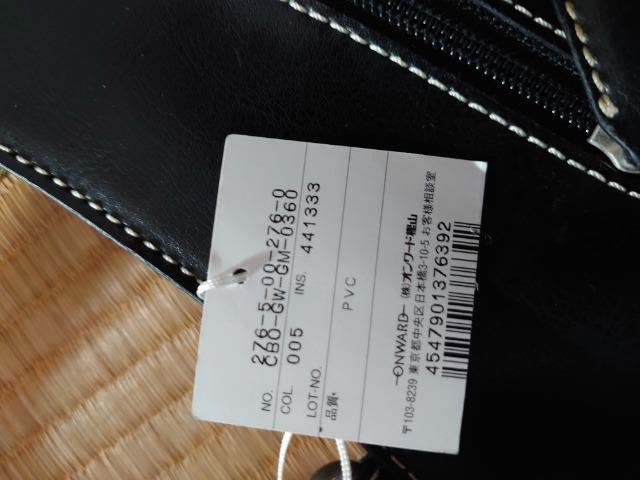 NO. 276-5-00-276-0
CBO-GW-GM-0360
COL. 005 INS. 441333
LOT-NO.
品質 PVC
ONWARD (株)オンワード樫山
〒103-8239 東京都中央区日本橋3-10-5 お客様相談室
4547901376392